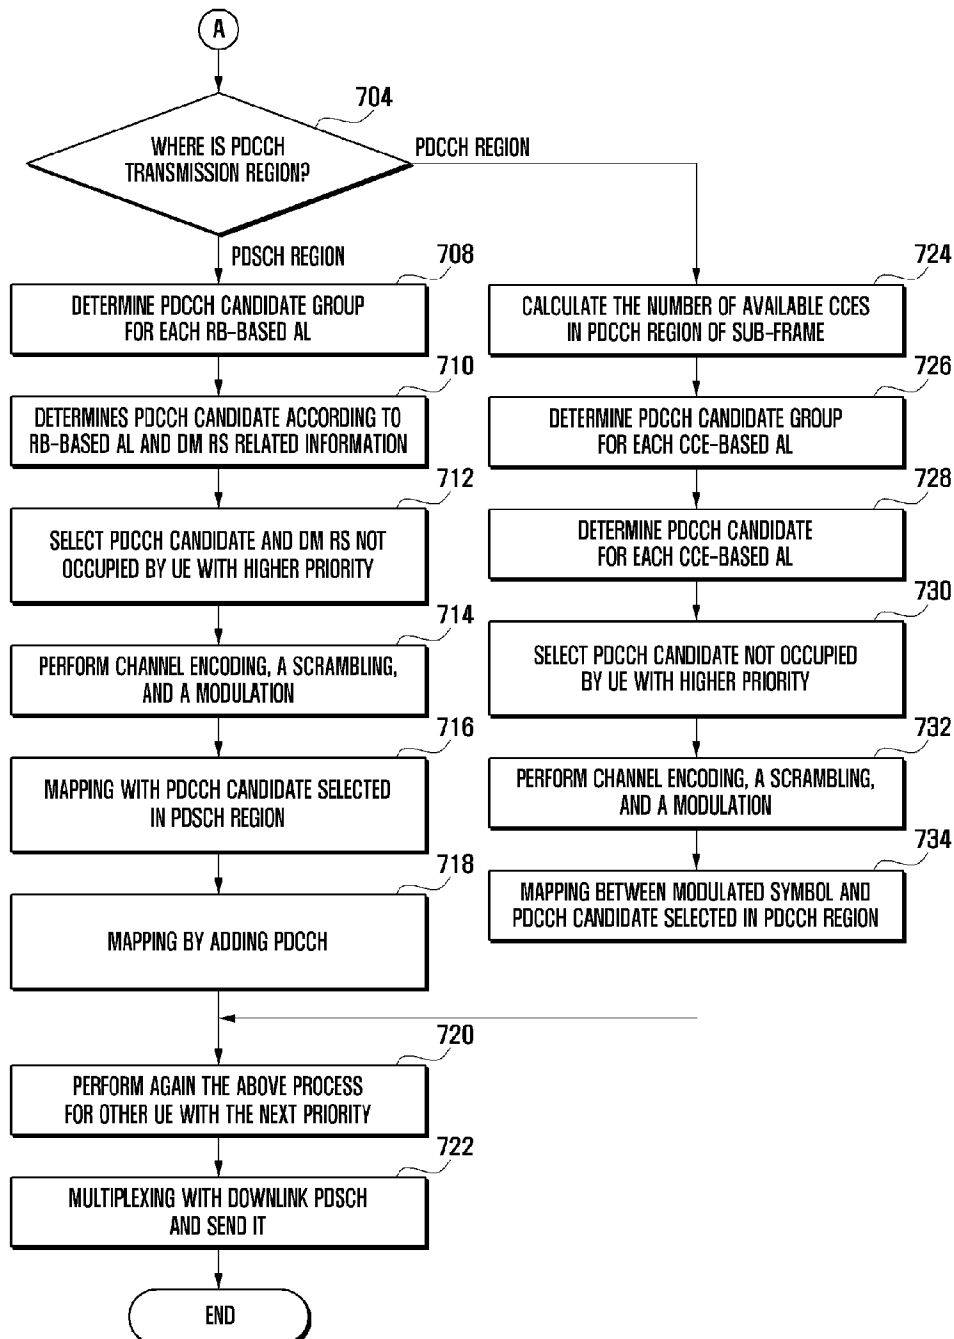 A
704
WHERE IS PDCCH
TRANSMISSION REGION?
PDCCH REGION
PDSCH REGION
708
DETERMINE PDCCH CANDIDATE GROUP
FOR EACH RB-BASED AL
710
DETERMINES PDCCH CANDIDATE ACCORDING TO
RB-BASED AL AND DM RS RELATED INFORMATION
712
SELECT PDCCH CANDIDATE AND DM RS NOT
OCCUPIED BY UE WITH HIGHER PRIORITY
714
PERFORM CHANNEL ENCODING, A SCRAMBLING,
AND A MODULATION
716
MAPPING WITH PDCCH CANDIDATE SELECTED
IN PDSCH REGION
718
MAPPING BY ADDING PDCCH
724
CALCULATE THE NUMBER OF AVAILABLE CCES
IN PDCCH REGION OF SUB-FRAME
726
DETERMINE PDCCH CANDIDATE GROUP
FOR EACH CCE-BASED AL
728
DETERMINE PDCCH CANDIDATE
FOR EACH CCE-BASED AL
730
SELECT PDCCH CANDIDATE NOT OCCUPIED
BY UE WITH HIGHER PRIORITY
732
PERFORM CHANNEL ENCODING, A SCRAMBLING,
AND A MODULATION
734
MAPPING BETWEEN MODULATED SYMBOL AND
PDCCH CANDIDATE SELECTED IN PDCCH REGION
720
PERFORM AGAIN THE ABOVE PROCESS
FOR OTHER UE WITH THE NEXT PRIORITY
722
MULTIPLEXING WITH DOWNLINK PDSCH
AND SEND IT
END